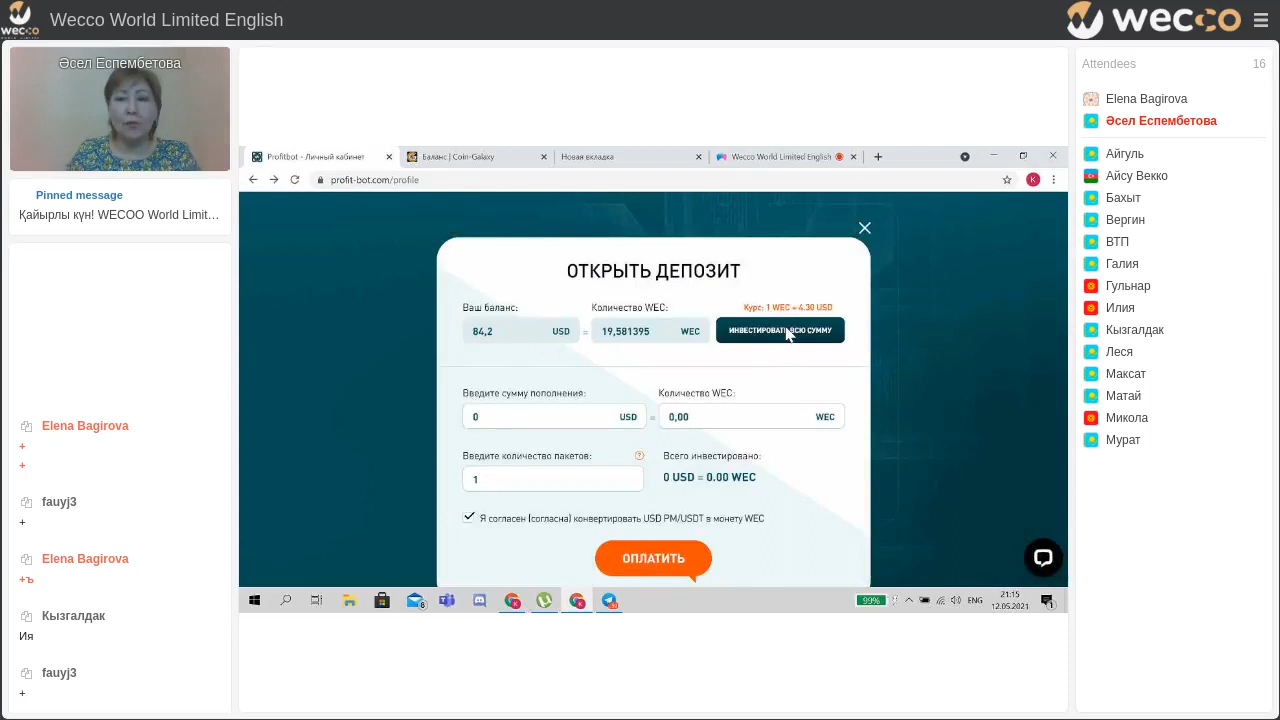 wecco
Wecco World Limited English
wecco
Әсел Еспембетова
Pinned message
Қайырлы күн! WECOO World Limit…
Elena Bagirova
+
+
fauyj3
+
Elena Bagirova
+ъ
Кызгалдак
Ия
fauyj3
+
Profitbot - Личный кабинет
Баланс | Coin-Galaxy
Новая вкладка
Wecco World Limited English
profit-bot.com/profile
K
ОТКРЫТЬ ДЕПОЗИТ
Ваш баланс:
Количество WEC:
Курс: 1 WEC = 4.30 USD
84,2 USD = 19,581395 WEC
ИНВЕСТИРОВАТЬ ВСЮ СУММУ
Введите сумму пополнения:
Количество WEC:
0 USD = 0,00 WEC
Введите количество пакетов: ?
Всего инвестировано:
1
0 USD = 0.00 WEC
Я согласен (согласна) конвертировать USD PM/USDT в монету WEC
ОПЛАТИТЬ
99%
ENG
21:15
12.05.2021
Attendees 16
Elena Bagirova
Әсел Еспембетова
Айгуль
Айсу Векко
Бахыт
Вергин
ВТП
Галия
Гульнар
Илия
Кызгалдак
Леся
Максат
Матай
Микола
Мурат